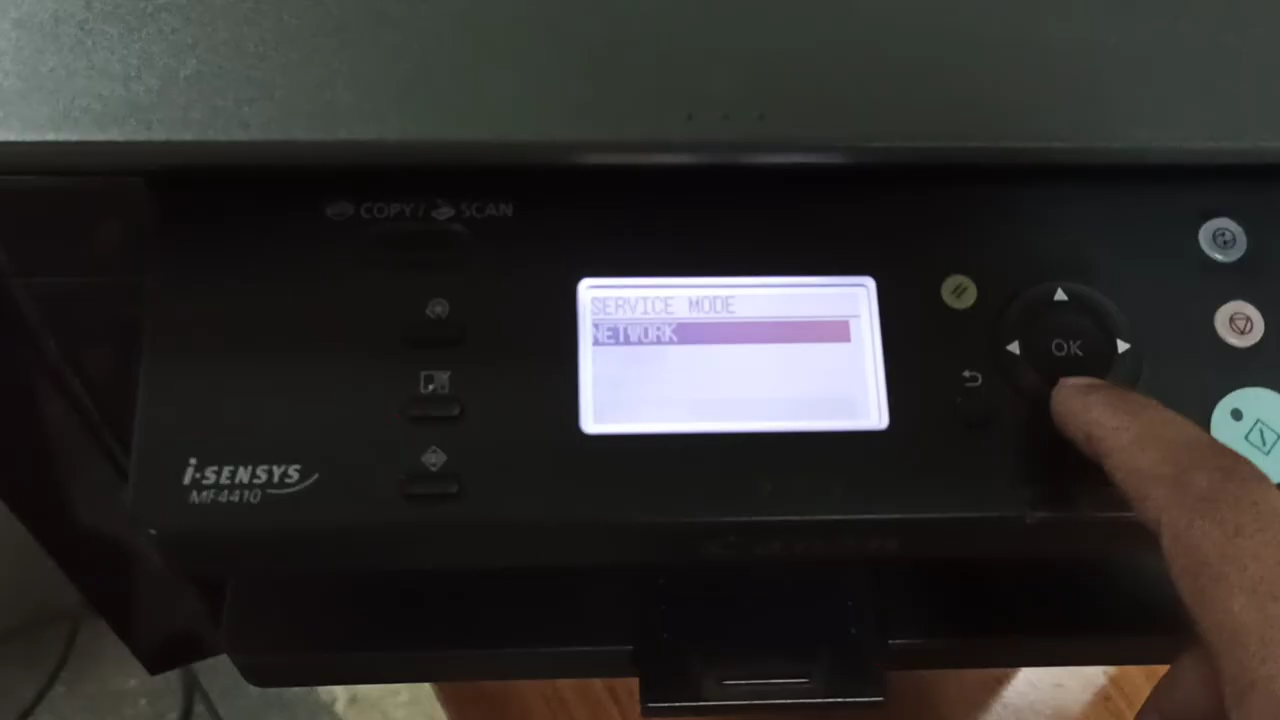 COPY / SCAN
SERVICE MODE
NETWORK
OK
i-SENSYS
MF4410